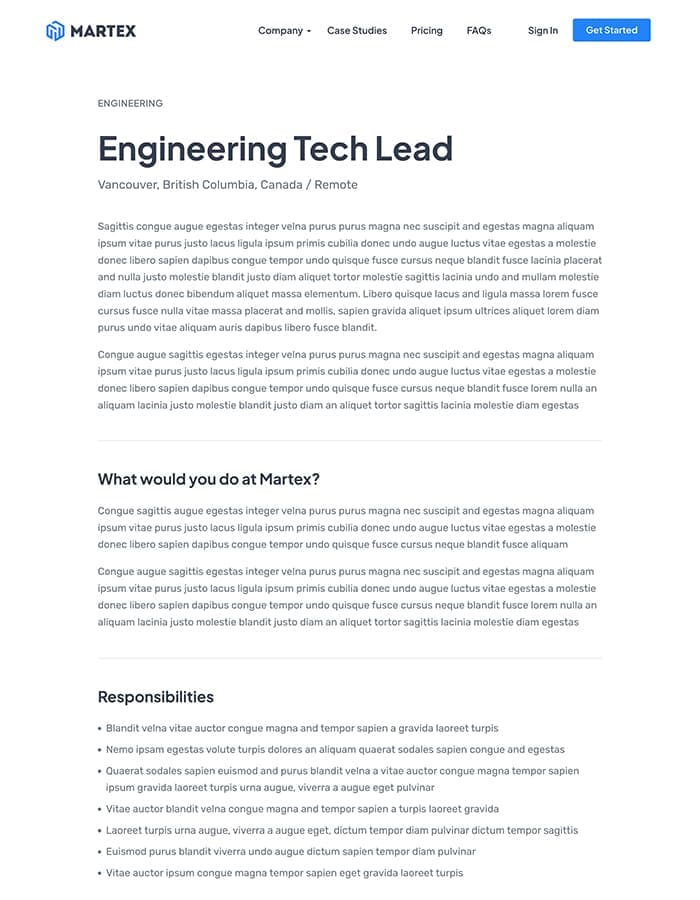 MARTEX
Company
Case Studies
Pricing
FAQs
Sign In
Get Started
ENGINEERING
Engineering Tech Lead
Vancouver, British Columbia, Canada / Remote
Sagittis congue augue egestas integer velna purus purus magna nec suscipit and egestas magna aliquam
ipsum vitae purus justo lacus ligula ipsum primis cubilia donec undo augue luctus vitae egestas a molestie
donec libero sapien dapibus congue tempor undo quisque fusce cursus neque blandit fusce lacinia placerat
and nulla justo molestie blandit justo diam aliquet tortor molestie sagittis lacinia undo and mullam molestie
diam luctus donec bibendum aliquet massa elementum. Libero quisque lacus and ligula massa lorem fusce
cursus fusce nulla vitae massa placerat and mollis, sapien gravida aliquet ipsum ultrices aliquet lorem diam
purus undo vitae aliquam auris dapibus libero fusce blandit.
Congue augue sagittis egestas integer velna purus purus magna nec suscipit and egestas magna aliquam
ipsum vitae purus justo lacus ligula ipsum primis cubilia donec undo augue luctus vitae egestas a molestie
donec libero sapien dapibus congue tempor undo quisque fusce cursus neque blandit fusce lorem nulla an
aliquam lacinia justo molestie blandit justo diam an aliquet tortor sagittis lacinia molestie diam egestas
What would you do at Martex?
Congue sagittis augue egestas integer velna purus purus magna nec suscipit and egestas magna aliquam
ipsum vitae purus justo lacus ligula ipsum primis cubilia donec undo augue luctus vitae egestas a molestie
donec libero sapien dapibus congue tempor undo quisque fusce cursus neque blandit fusce aliquam
Congue augue sagittis egestas integer velna purus purus magna nec suscipit and egestas magna aliquam
ipsum vitae purus justo lacus ligula ipsum primis cubilia donec undo augue luctus vitae egestas a molestie
donec libero sapien dapibus congue tempor undo quisque fusce cursus neque blandit fusce lorem nulla an
aliquam lacinia justo molestie blandit justo diam an aliquet tortor sagittis lacinia molestie diam egestas
Responsibilities
• Blandit velna vitae auctor congue magna and tempor sapien a gravida laoreet turpis
• Nemo ipsam egestas volute turpis dolores an aliquam quaerat sodales sapien congue and egestas
• Quaerat sodales sapien euismod and purus blandit velna a vitae auctor congue magna tempor sapien
ipsum gravida laoreet turpis urna augue, viverra a augue eget pulvinar
• Vitae auctor blandit velna congue magna and tempor sapien a turpis laoreet gravida
• Laoreet turpis urna augue, viverra a augue eget, dictum tempor diam pulvinar dictum tempor sagittis
• Euismod purus blandit viverra undo augue dictum sapien tempor diam pulvinar
• Vitae auctor ipsum congue magna tempor sapien eget gravida laoreet turpis